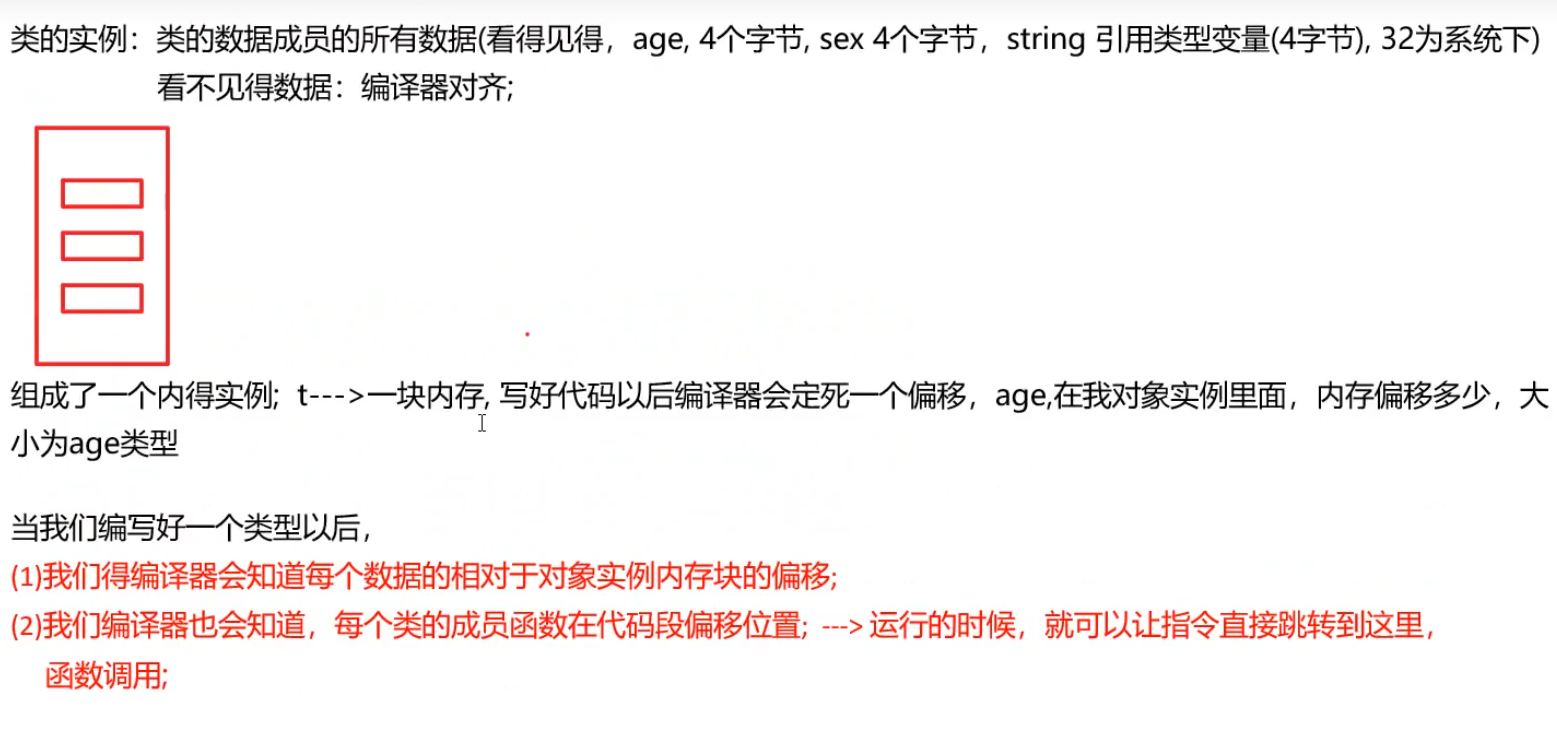 类的实例：类的数据成员的所有数据(看得见得，age, 4个字节, sex 4个字节，string 引用类型变量(4字节), 32为系统下)
看不见得数据：编译器对齐;
组成了一个内得实例;  t--->一块内存, 写好代码以后编译器会定死一个偏移，age,在我对象实例里面，内存偏移多少，大
小为age类型
当我们编写好一个类型以后，
(1)我们得编译器会知道每个数据的相对于对象实例内存块的偏移;
(2)我们编译器也会知道，每个类的成员函数在代码段偏移位置;  ---> 运行的时候，就可以让指令直接跳转到这里，
函数调用;